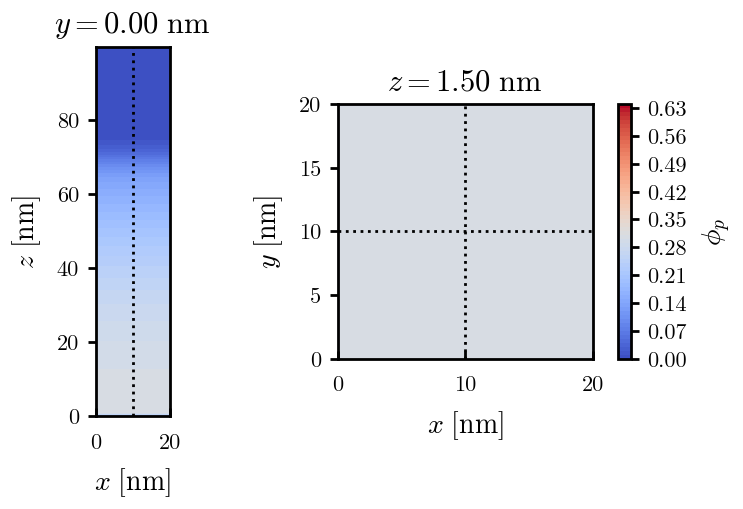 y = 0.00 nm
80
60
40
20
0
z [nm]
0 20
x [nm]
z = 1.50 nm
20
15
10
5
0
y [nm]
0 10 20
x [nm]
0.63
0.56
0.49
0.42
0.35
0.28
0.21
0.14
0.07
0.00
ϕp